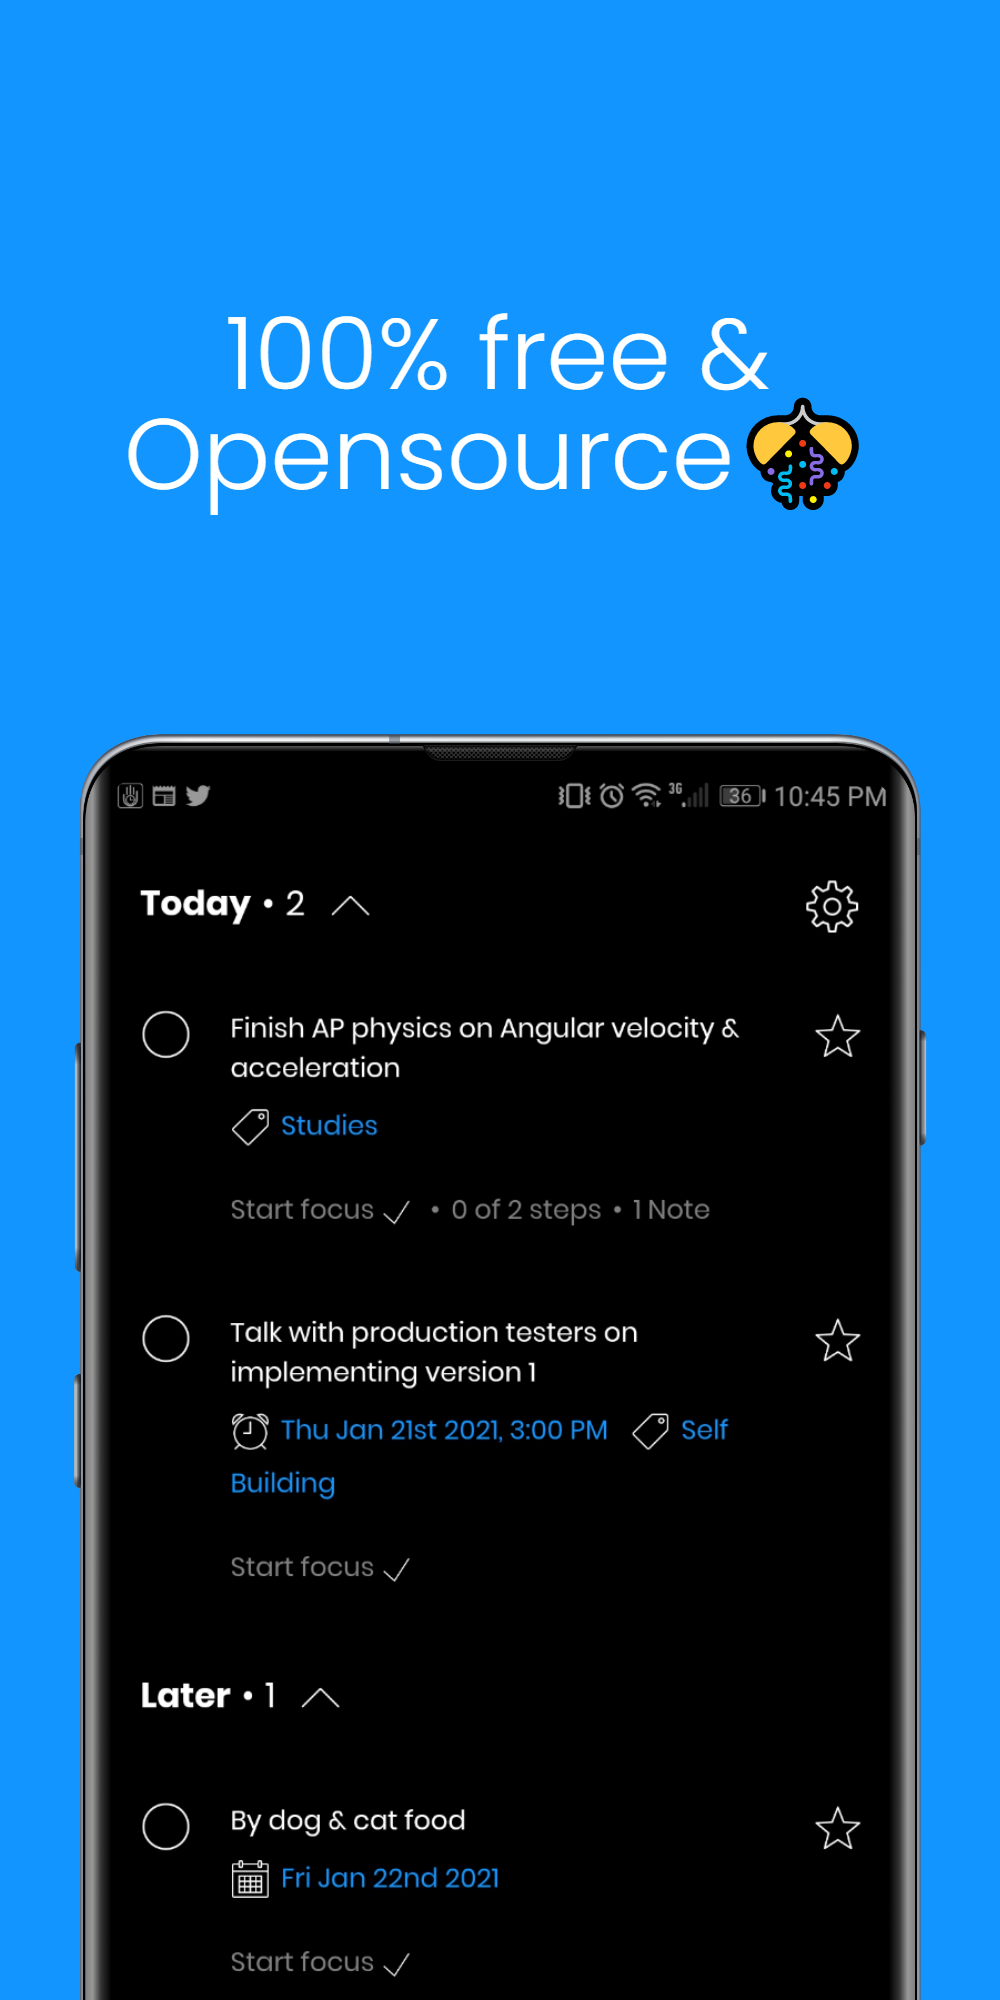 100% free &
Opensource
3G 36 10:45 PM
Today • 2
Finish AP physics on Angular velocity &
acceleration
Studies
Start focus • 0 of 2 steps • 1 Note
Talk with production testers on
implementing version 1
Thu Jan 21st 2021, 3:00 PM Self
Building
Start focus
Later • 1
By dog & cat food
Fri Jan 22nd 2021
Start focus